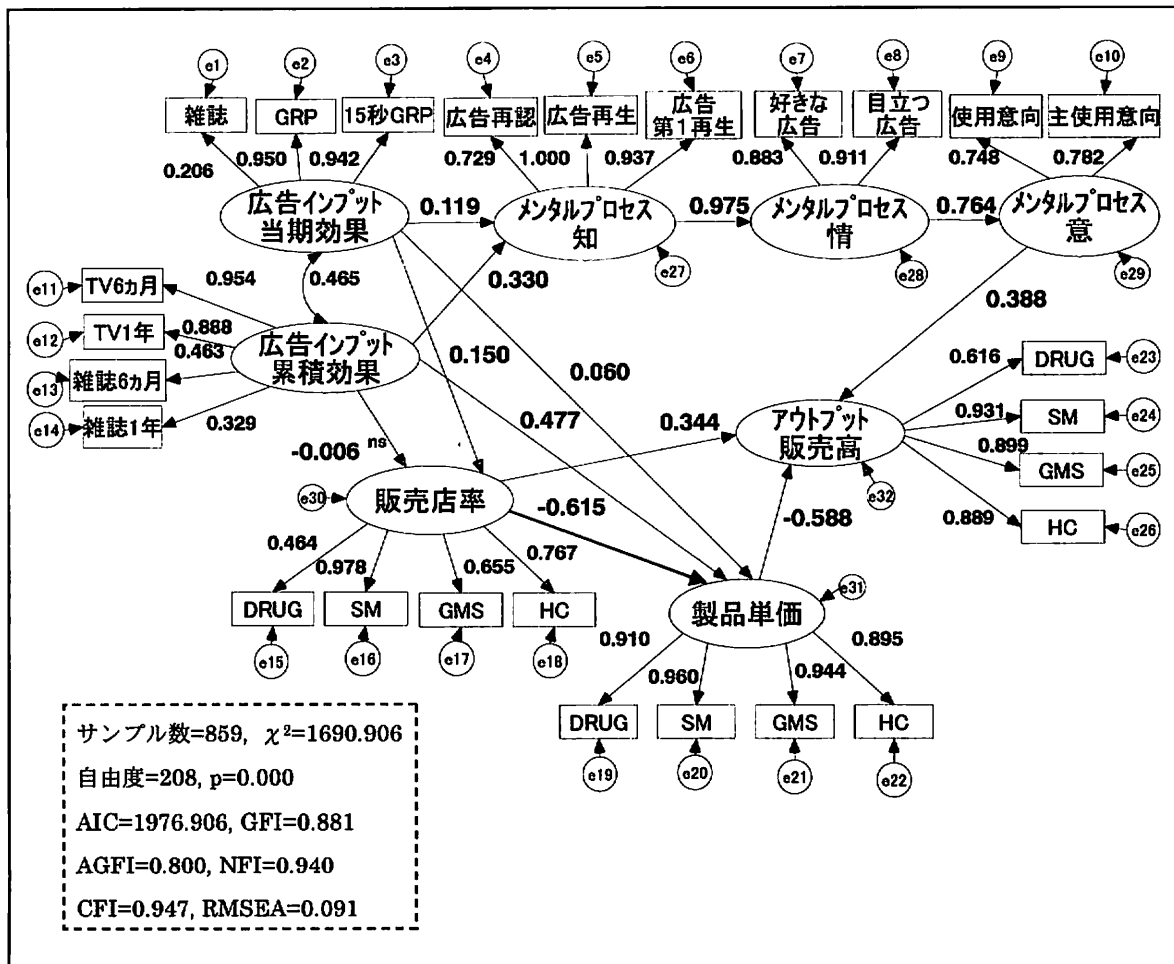 e1 e2 e3 e4 e5 e6 e7 e8 e9 e10
雑誌 GRP 15秒GRP 広告再認 広告再生 広告 第1再生 好きな 広告 目立つ 広告 使用意向 主使用意向
0.206 0.950 0.942 0.729 1.000 0.937 0.883 0.911 0.748 0.782
広告インプット
当期効果
0.119
メンタルプロセス
知
e27
0.975
メンタルプロセス
情
e28
0.764
メンタルプロセス
意
e29
0.465
0.330
0.388
e11 TV6ヵ月 0.954
e12 TV1年 0.888
e13 雑誌6ヵ月 0.463
e14 雑誌1年 0.329
広告インプット
累積効果
0.150
0.060
0.477
0.344
-0.006 ns
アウトプット
販売高
e32
0.616 DRUG e23
0.931 SM e24
0.899 GMS e25
0.889 HC e26
e30
販売店率
-0.615
-0.588
0.464 0.978 0.655 0.767
DRUG SM GMS HC
e15 e16 e17 e18
製品単価
e31
0.910 0.960 0.944 0.895
DRUG SM GMS HC
e19 e20 e21 e22
サンプル数=859, χ²=1690.906
自由度=208, p=0.000
AIC=1976.906, GFI=0.881
AGFI=0.800, NFI=0.940
CFI=0.947, RMSEA=0.091